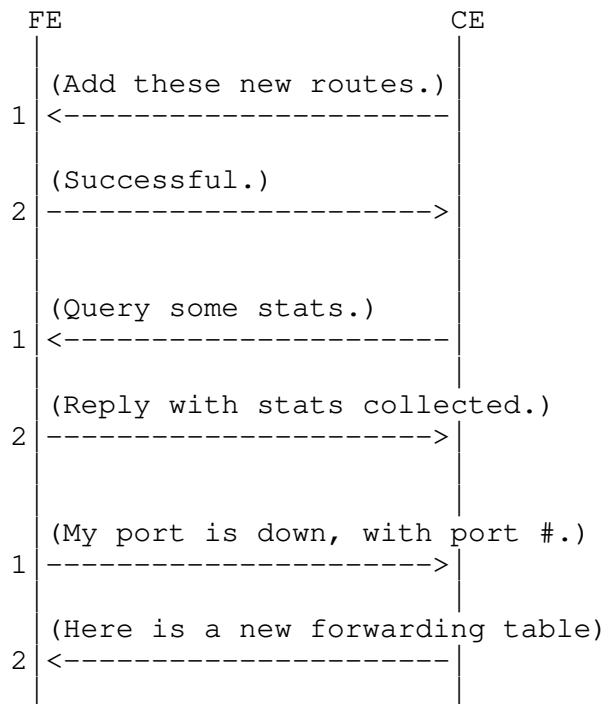 FE CE
(Add these new routes.)
1 <----------------------
(Successful.)
2 ---------------------->
(Query some stats.)
1 <----------------------
(Reply with stats collected.)
2 ---------------------->
(My port is down, with port #.)
1 ---------------------->
(Here is a new forwarding table)
2 <----------------------